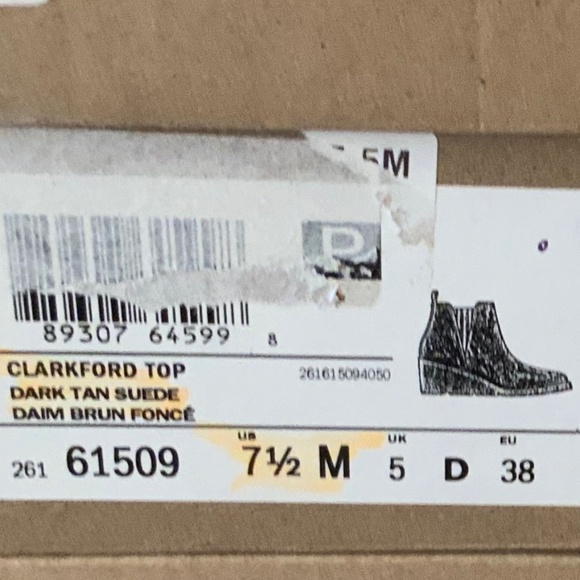 5M
P
89307 64599 8
CLARKFORD TOP 261615094050
DARK TAN SUEDE
DAIM BRUN FONCÉ
US UK EU
261 61509 7½ M 5 D 38